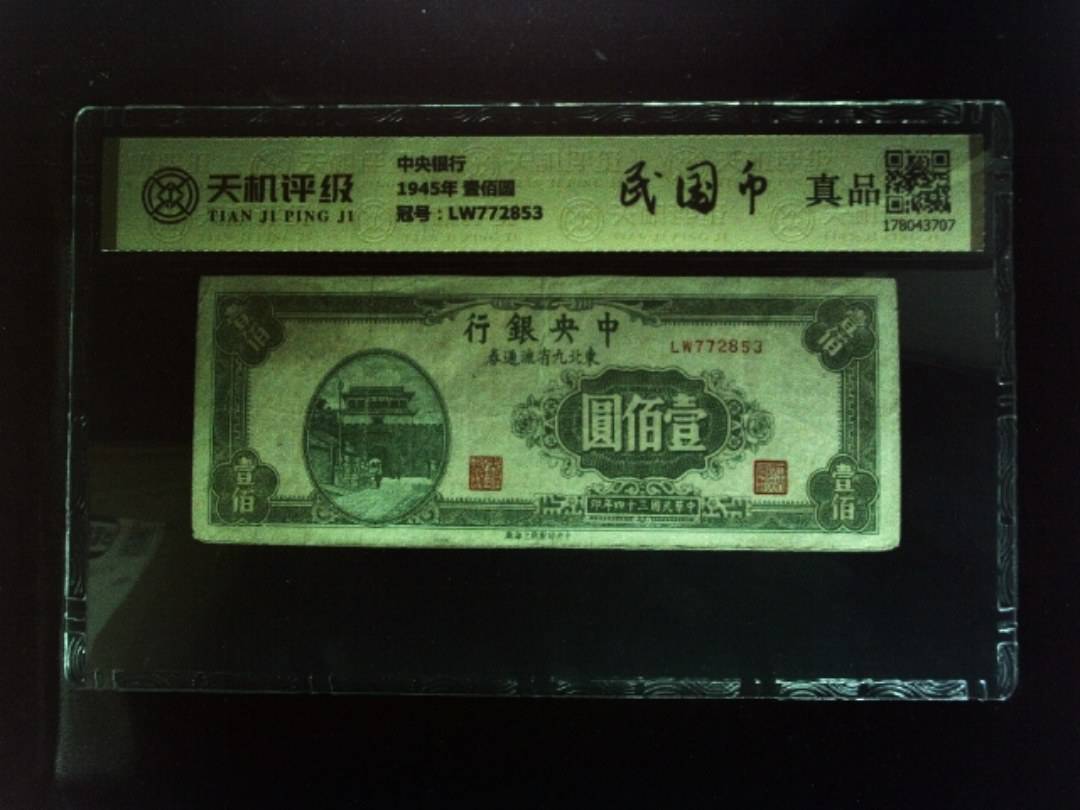 天机评级
TIAN JI PING JI
中央银行
1945年 壹佰圆
冠号：LW772853
民国币
真品
178043707
行銀央中
券通流省九北東
LW772853
圓佰壹
壹佰
壹佰
壹佰
壹佰
印年四十三國民華中